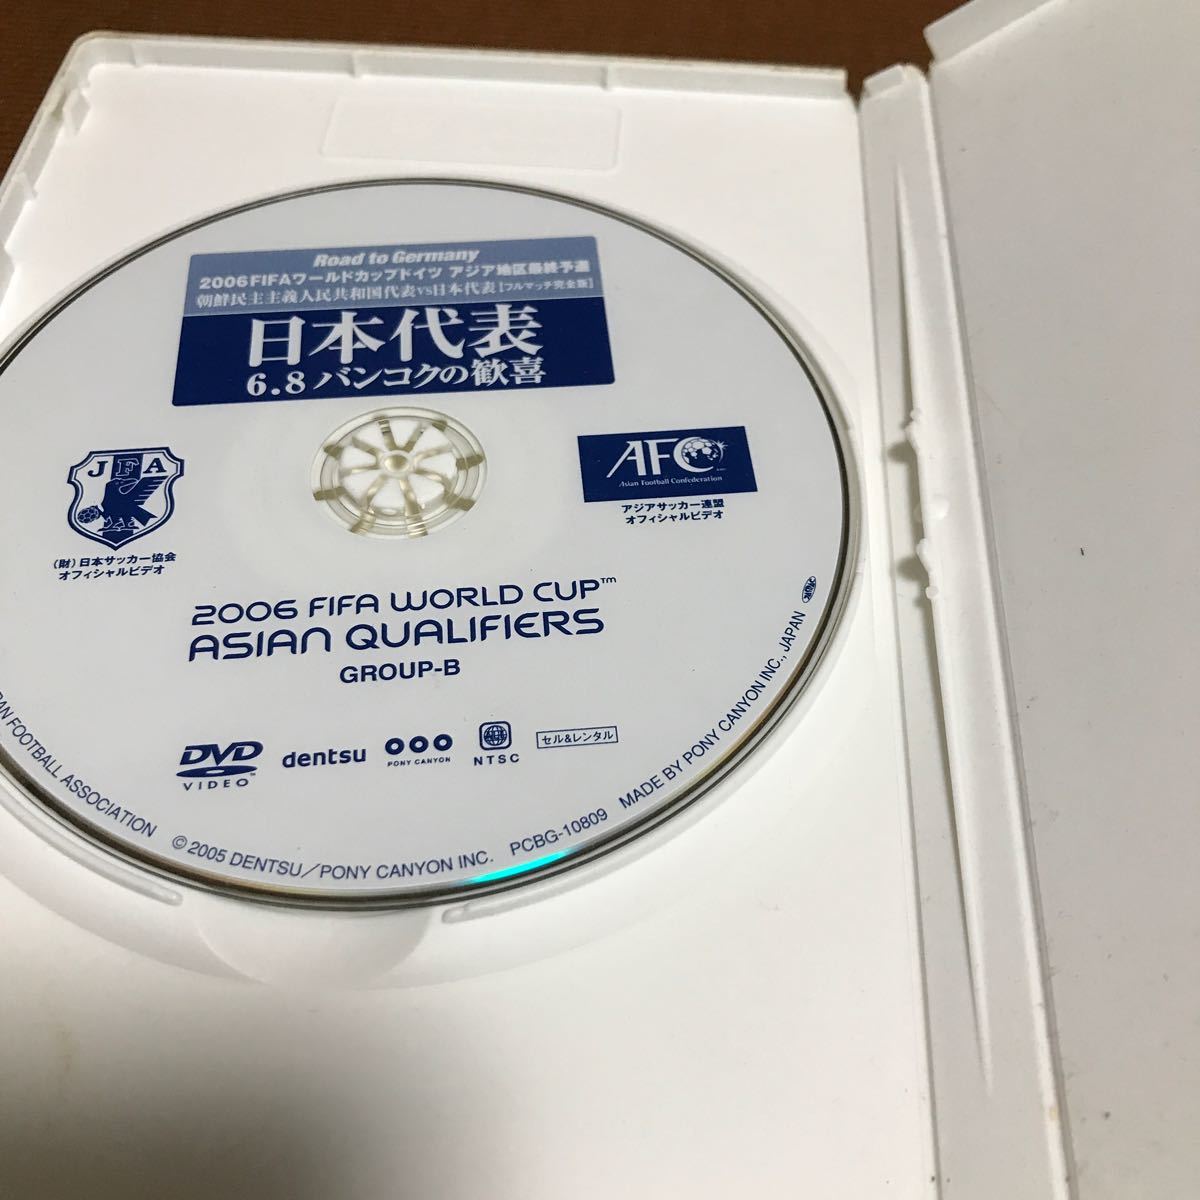 Road to Germany
2006FIFAワールドカップドイツ アジア地区最終予選
朝鮮民主主義人民共和国代表VS日本代表【フルマッチ完全版】
日本代表
6.8 バンコクの歓喜
JFA
(財)日本サッカー協会
オフィシャルビデオ
AFC
Asian Football Confederation
アジアサッカー連盟
オフィシャルビデオ
2006 FIFA WORLD CUP™
ASIAN QUALIFIERS
GROUP-B
DVD
VIDEO
dentsu
PONY CANYON
NTSC
セル&レンタル
PAN FOOTBALL ASSOCIATION © 2005 DENTSU/PONY CANYON INC. PCBG-10809 MADE BY PONY CANYON INC., JAPAN